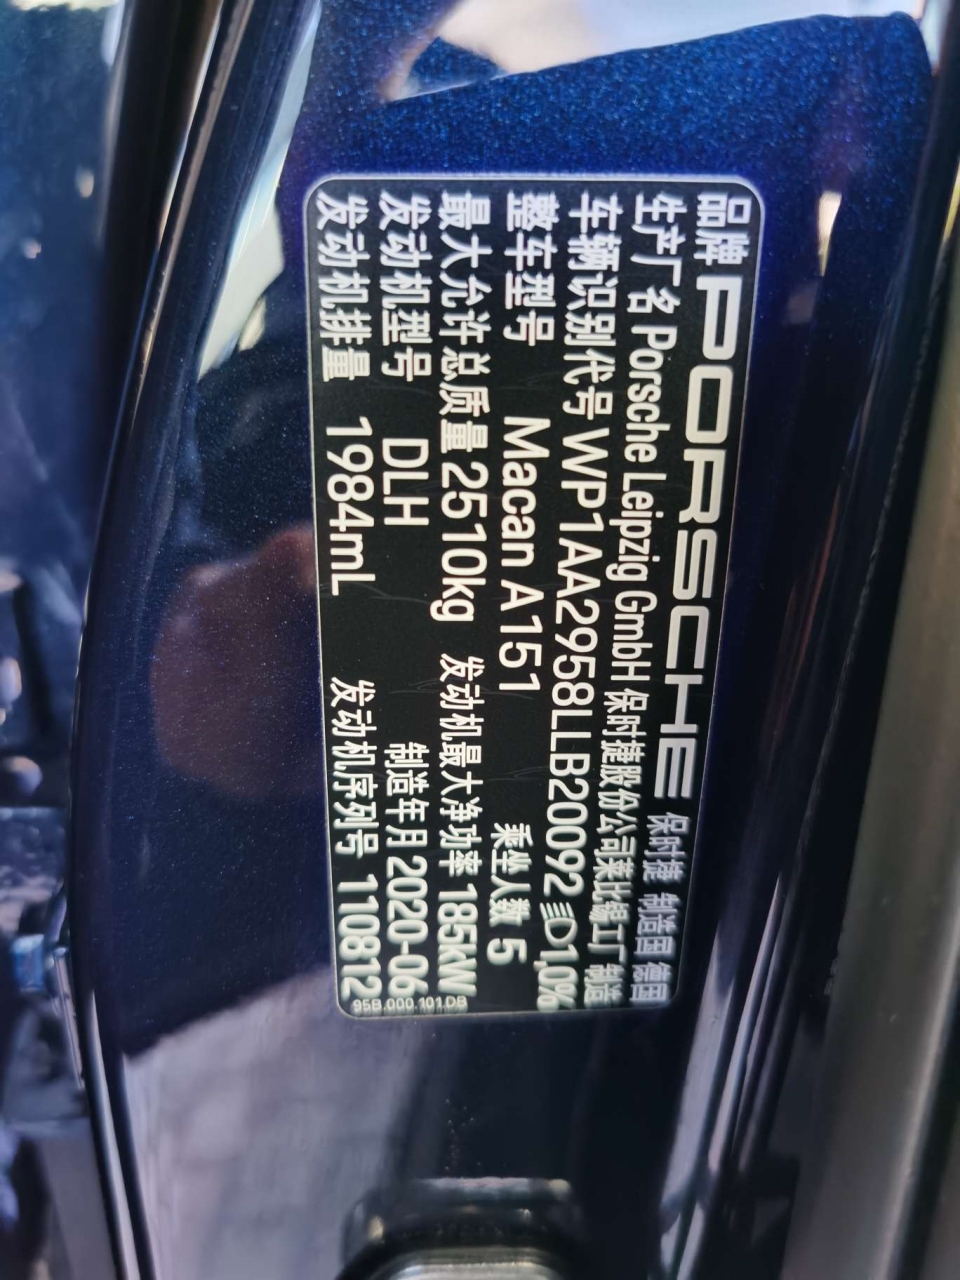 品牌 PORSCHE 保时捷 制造国 德国
生产厂名 Porsche Leipzig GmbH 保时捷股份公司莱比锡工厂 制造
车辆识别代号 WP1AA2958LLB20092 1,0%
整车型号 Macan A151 乘坐人数 5
最大允许总质量 2510kg 发动机最大净功率 185kW
发动机型号 DLH 制造年月 2020-06
发动机排量 1984mL 发动机序列号 110812
95B.000.101.DB